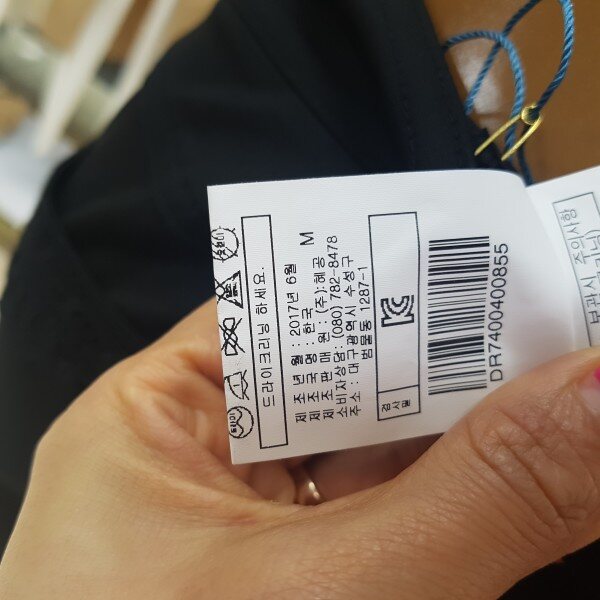 드라이크리닝 하세요.
제 조 년 월 : 2017년 6월 M
제 조 국 명 : 한국
제 조 판 매 원 : (주)혜공
소비자상담: (080) 782-8478
주소 : 대구광역시 수성구
범물동 1287-1
검사필
DR7400400855
보관시 주의사항